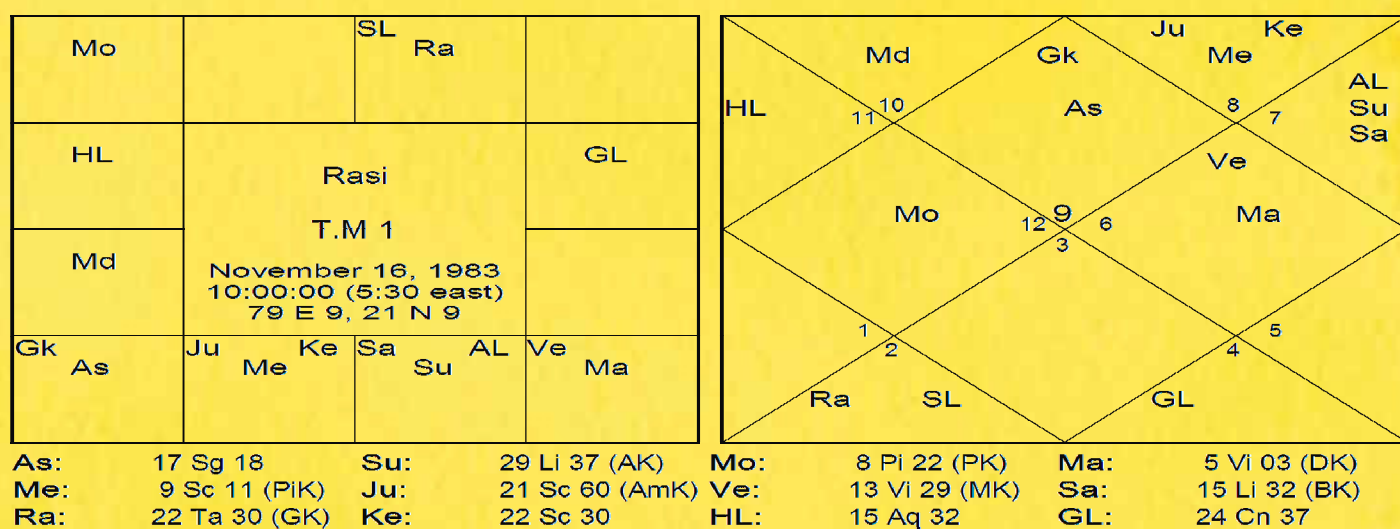 SL
Mo Ra
HL GL
Rasi
T.M 1
Md
November 16, 1983
10:00:00 (5:30 east)
79 E 9, 21 N 9
Gk Ju Ke Sa AL Ve
As Me Su Ma
Ju Ke
Md Gk Me
AL
HL 10 As 8 Su
11 7 Sa
Ve
Mo 12 9 6 Ma
3
1 5
2 4
Ra SL GL
As: 17 Sg 18 Su: 29 Li 37 (AK) Mo: 8 Pi 22 (PK) Ma: 5 Vi 03 (DK)
Me: 9 Sc 11 (PiK) Ju: 21 Sc 60 (AmK) Ve: 13 Vi 29 (MK) Sa: 15 Li 32 (BK)
Ra: 22 Ta 30 (GK) Ke: 22 Sc 30 HL: 15 Aq 32 GL: 24 Cn 37